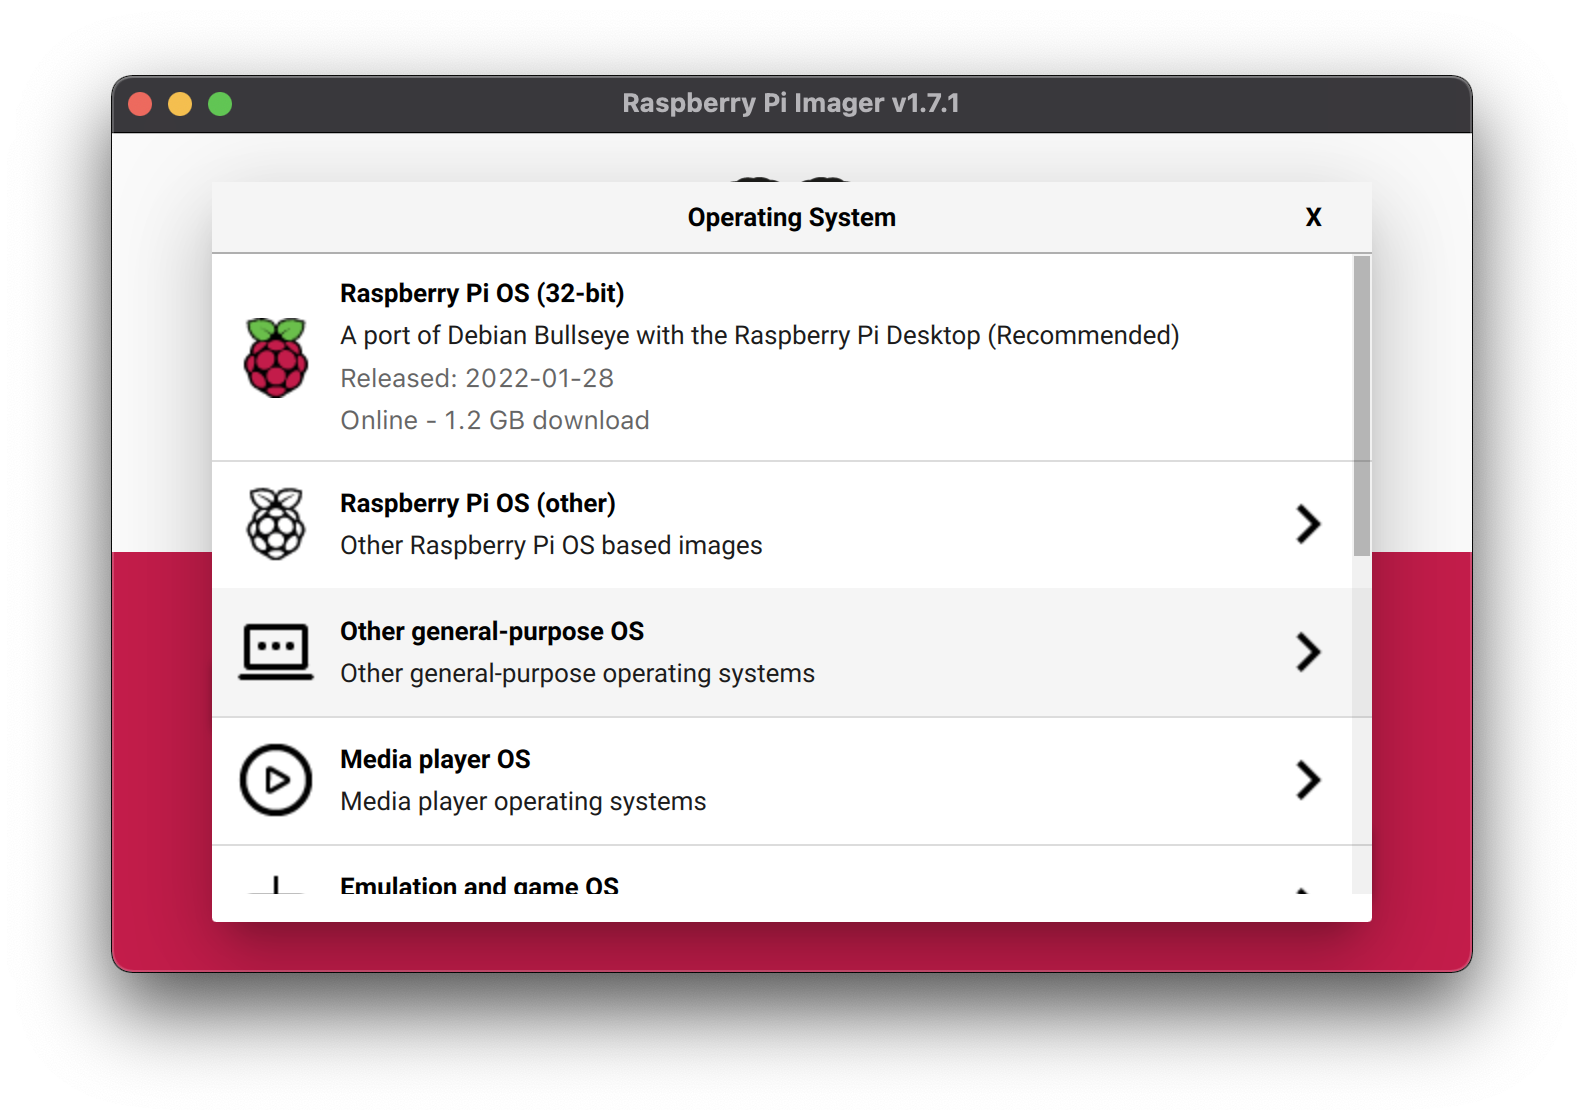 Raspberry Pi Imager v1.7.1
Operating System
X
Raspberry Pi OS (32-bit)
A port of Debian Bullseye with the Raspberry Pi Desktop (Recommended)
Released: 2022-01-28
Online - 1.2 GB download
Raspberry Pi OS (other)
Other Raspberry Pi OS based images
Other general-purpose OS
Other general-purpose operating systems
Media player OS
Media player operating systems
Emulation and game OS